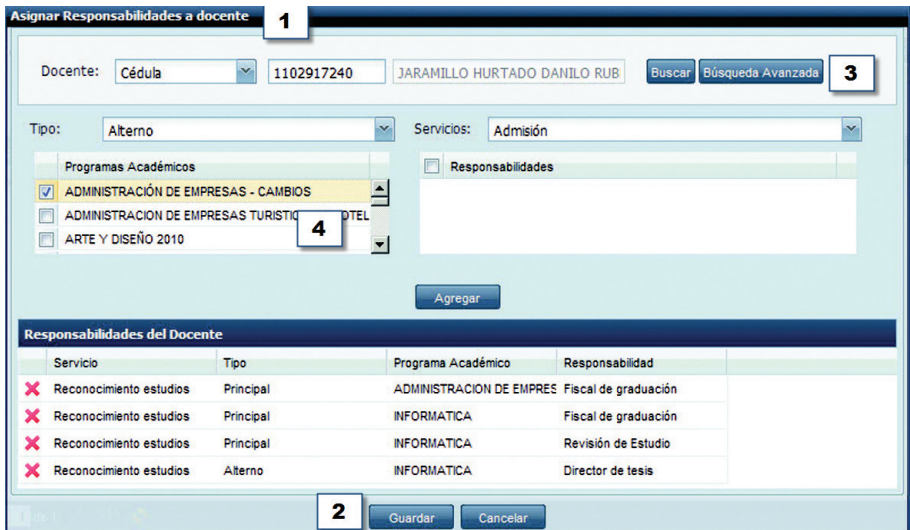 Asignar Responsabilidades a docente 1
Docente: Cédula 1102917240 JARAMILLO HURTADO DANILO RUB Buscar Búsqueda Avanzada 3
Tipo: Alterno Servicios: Admisión
Programas Académicos Responsabilidades
ADMINISTRACIÓN DE EMPRESAS - CAMBIOS
ADMINISTRACION DE EMPRESAS OTEL
4
ARTE Y DISEÑO 2010
Agregar
Responsabilidades del Docente
Servicio Tipo Programa Académico Responsabilidad
Reconocimiento estudios Principal ADMINISTRACION DE EMPRES Fiscal de graduación
Reconocimiento estudios Principal INFORMATICA Fiscal de graduación
Reconocimiento estudios Principal INFORMATICA Revisión de Estudio
Reconocimiento estudios Alterno INFORMATICA Director de tesis
2 Guardar Cancelar